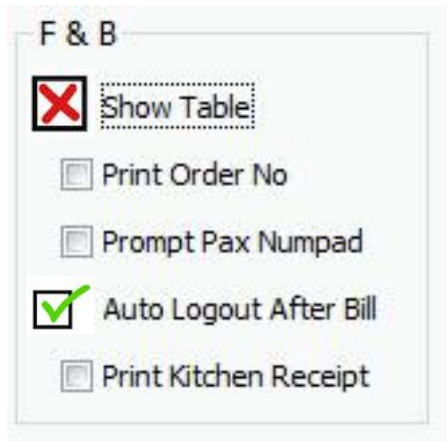 F & B
Show Table
Print Order No
Prompt Pax Numpad
Auto Logout After Bill
Print Kitchen Receipt